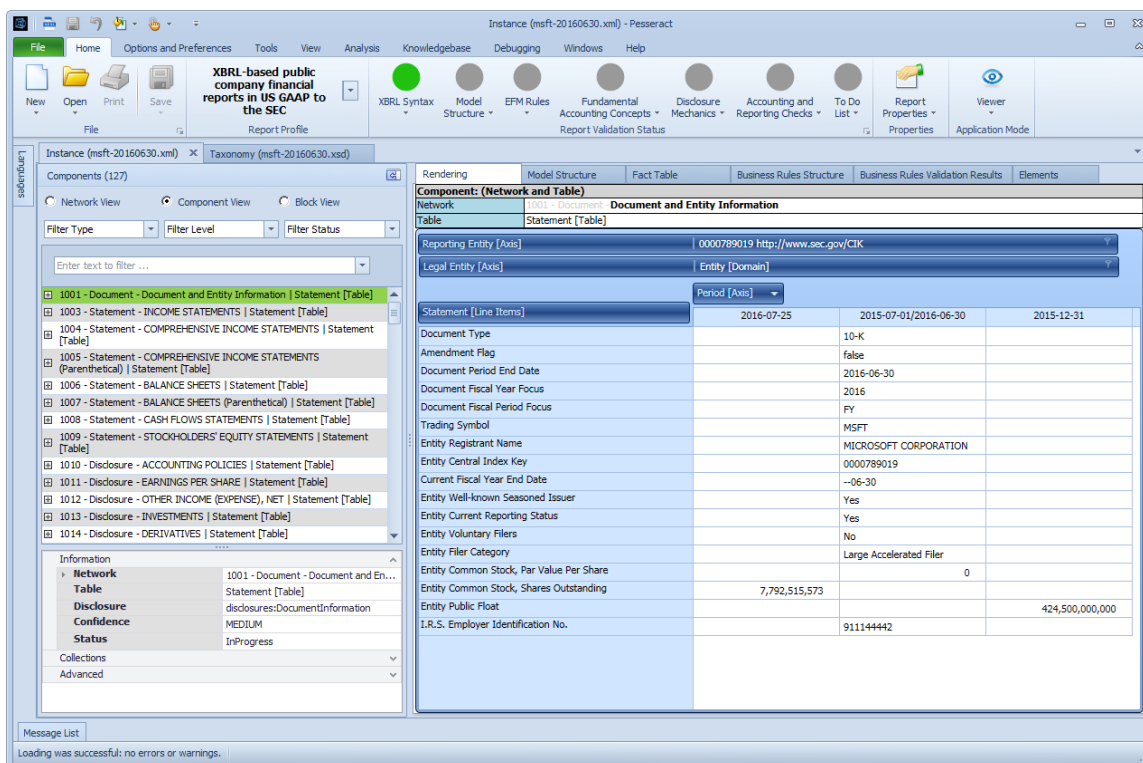 Instance (msft-20160630.xml) - Pesseract
File Home Options and Preferences Tools View Analysis Knowledgebase Debugging Windows Help
New Open Print Save
XBRL-based public
company financial
reports in US GAAP to
the SEC
XBRL Syntax
Model
Structure
EFM Rules
Fundamental
Accounting Concepts
Disclosure
Mechanics
Accounting and
Reporting Checks
To Do
List
Report
Properties
Viewer
File Report Profile Report Validation Status Properties Application Mode
Languages
Instance (msft-20160630.xml) X Taxonomy (msft-20160630.xsd)
Components (127)
Network View Component View Block View
Filter Type Filter Level Filter Status
Enter text to filter ...
1001 - Document - Document and Entity Information | Statement [Table]
1003 - Statement - INCOME STATEMENTS | Statement [Table]
1004 - Statement - COMPREHENSIVE INCOME STATEMENTS | Statement
[Table]
1005 - Statement - COMPREHENSIVE INCOME STATEMENTS
(Parenthetical) | Statement [Table]
1006 - Statement - BALANCE SHEETS | Statement [Table]
1007 - Statement - BALANCE SHEETS (Parenthetical) | Statement [Table]
1008 - Statement - CASH FLOWS STATEMENTS | Statement [Table]
1009 - Statement - STOCKHOLDERS' EQUITY STATEMENTS | Statement
[Table]
1010 - Disclosure - ACCOUNTING POLICIES | Statement [Table]
1011 - Disclosure - EARNINGS PER SHARE | Statement [Table]
1012 - Disclosure - OTHER INCOME (EXPENSE), NET | Statement [Table]
1013 - Disclosure - INVESTMENTS | Statement [Table]
1014 - Disclosure - DERIVATIVES | Statement [Table]
Information
Network 1001 - Document - Document and En...
Table Statement [Table]
Disclosure disclosures:DocumentInformation
Confidence MEDIUM
Status InProgress
Collections
Advanced
Rendering Model Structure Fact Table Business Rules Structure Business Rules Validation Results Elements
Component: (Network and Table)
Network 1001 - Document - Document and Entity Information
Table Statement [Table]
Reporting Entity [Axis] 0000789019 http://www.sec.gov/CIK
Legal Entity [Axis] Entity [Domain]
Period [Axis]
Statement [Line Items] 2016-07-25 2015-07-01/2016-06-30 2015-12-31
Document Type 10-K
Amendment Flag false
Document Period End Date 2016-06-30
Document Fiscal Year Focus 2016
Document Fiscal Period Focus FY
Trading Symbol MSFT
Entity Registrant Name MICROSOFT CORPORATION
Entity Central Index Key 0000789019
Current Fiscal Year End Date --06-30
Entity Well-known Seasoned Issuer Yes
Entity Current Reporting Status Yes
Entity Voluntary Filers No
Entity Filer Category Large Accelerated Filer
Entity Common Stock, Par Value Per Share 0
Entity Common Stock, Shares Outstanding 7,792,515,573
Entity Public Float 424,500,000,000
I.R.S. Employer Identification No. 911144442
Message List
Loading was successful: no errors or warnings.